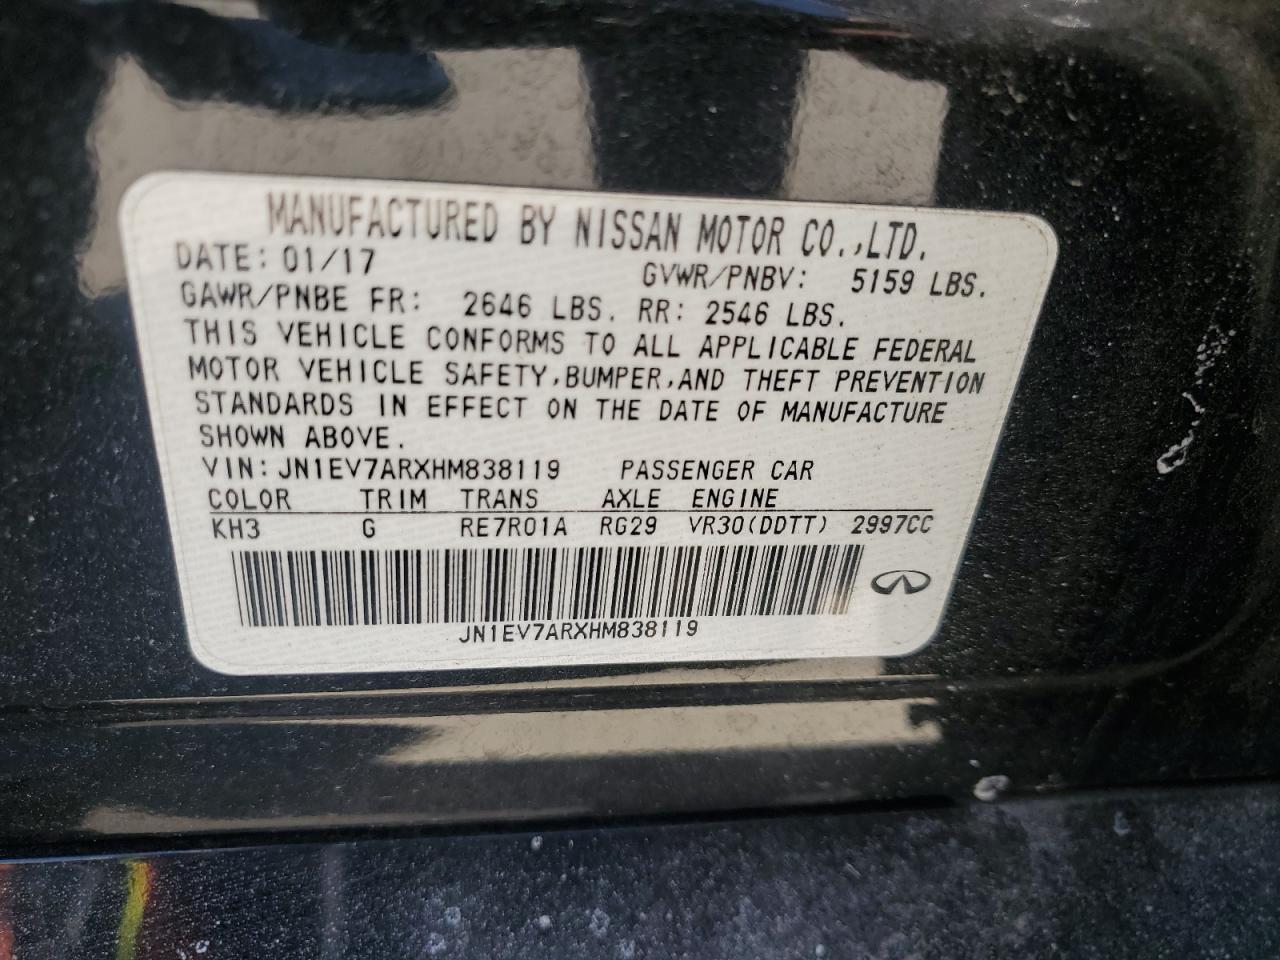 MANUFACTURED BY NISSAN MOTOR CO.,LTD.
DATE: 01/17 GVWR/PNBV: 5159 LBS.
GAWR/PNBE FR: 2646 LBS. RR: 2546 LBS.
THIS VEHICLE CONFORMS TO ALL APPLICABLE FEDERAL
MOTOR VEHICLE SAFETY,BUMPER,AND THEFT PREVENTION
STANDARDS IN EFFECT ON THE DATE OF MANUFACTURE
SHOWN ABOVE.
VIN: JN1EV7ARXHM838119 PASSENGER CAR
COLOR TRIM TRANS AXLE ENGINE
KH3 G RE7R01A RG29 VR30(DDTT) 2997CC
JN1EV7ARXHM838119